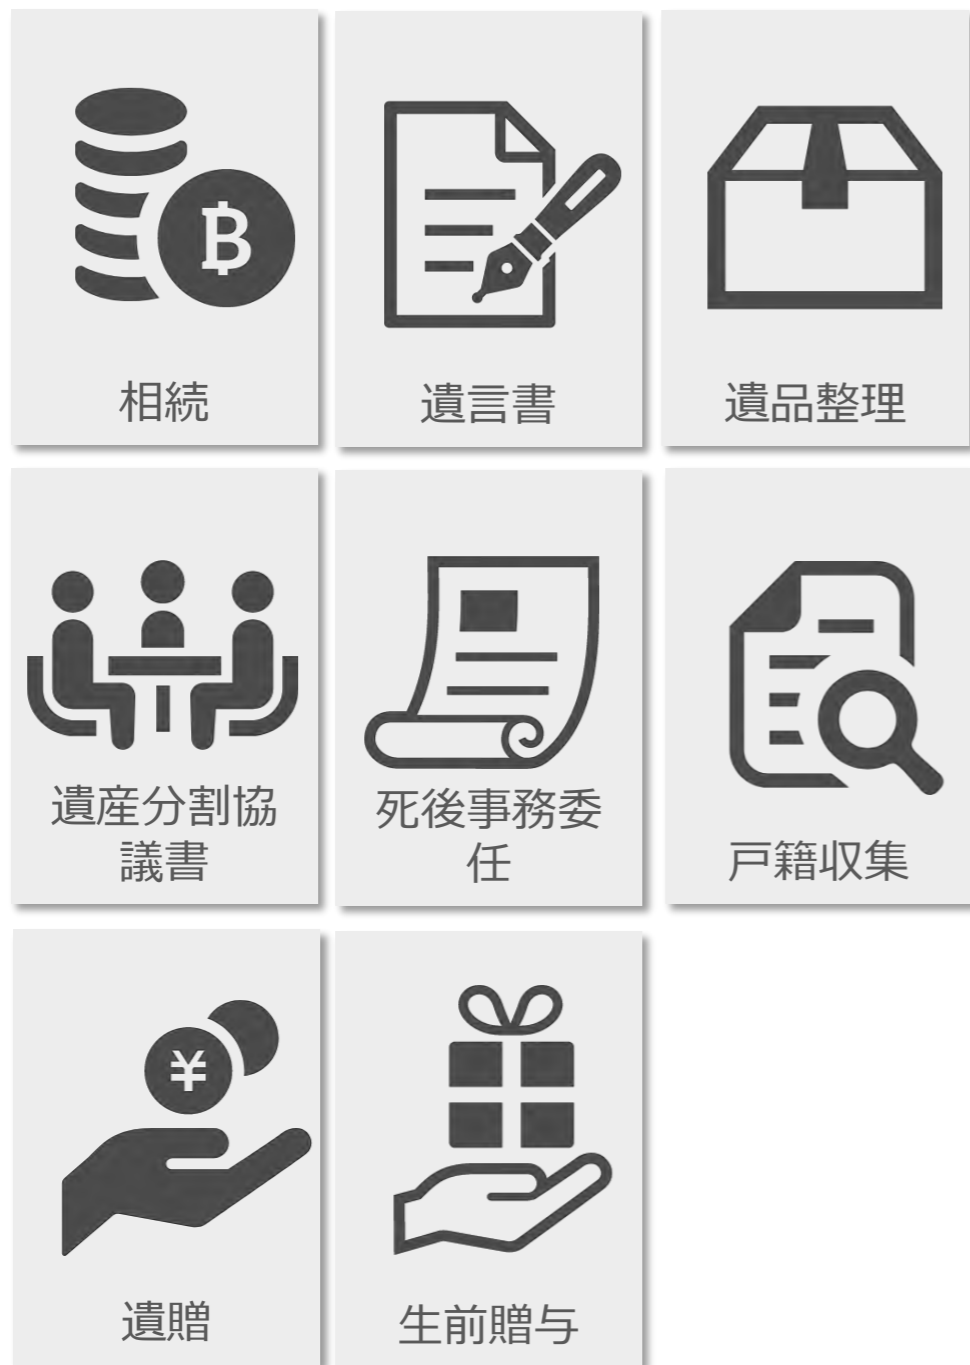 ₿
相続
遺言書
遺品整理
遺産分割協
議書
死後事務委
任
戸籍収集
¥
遺贈
生前贈与